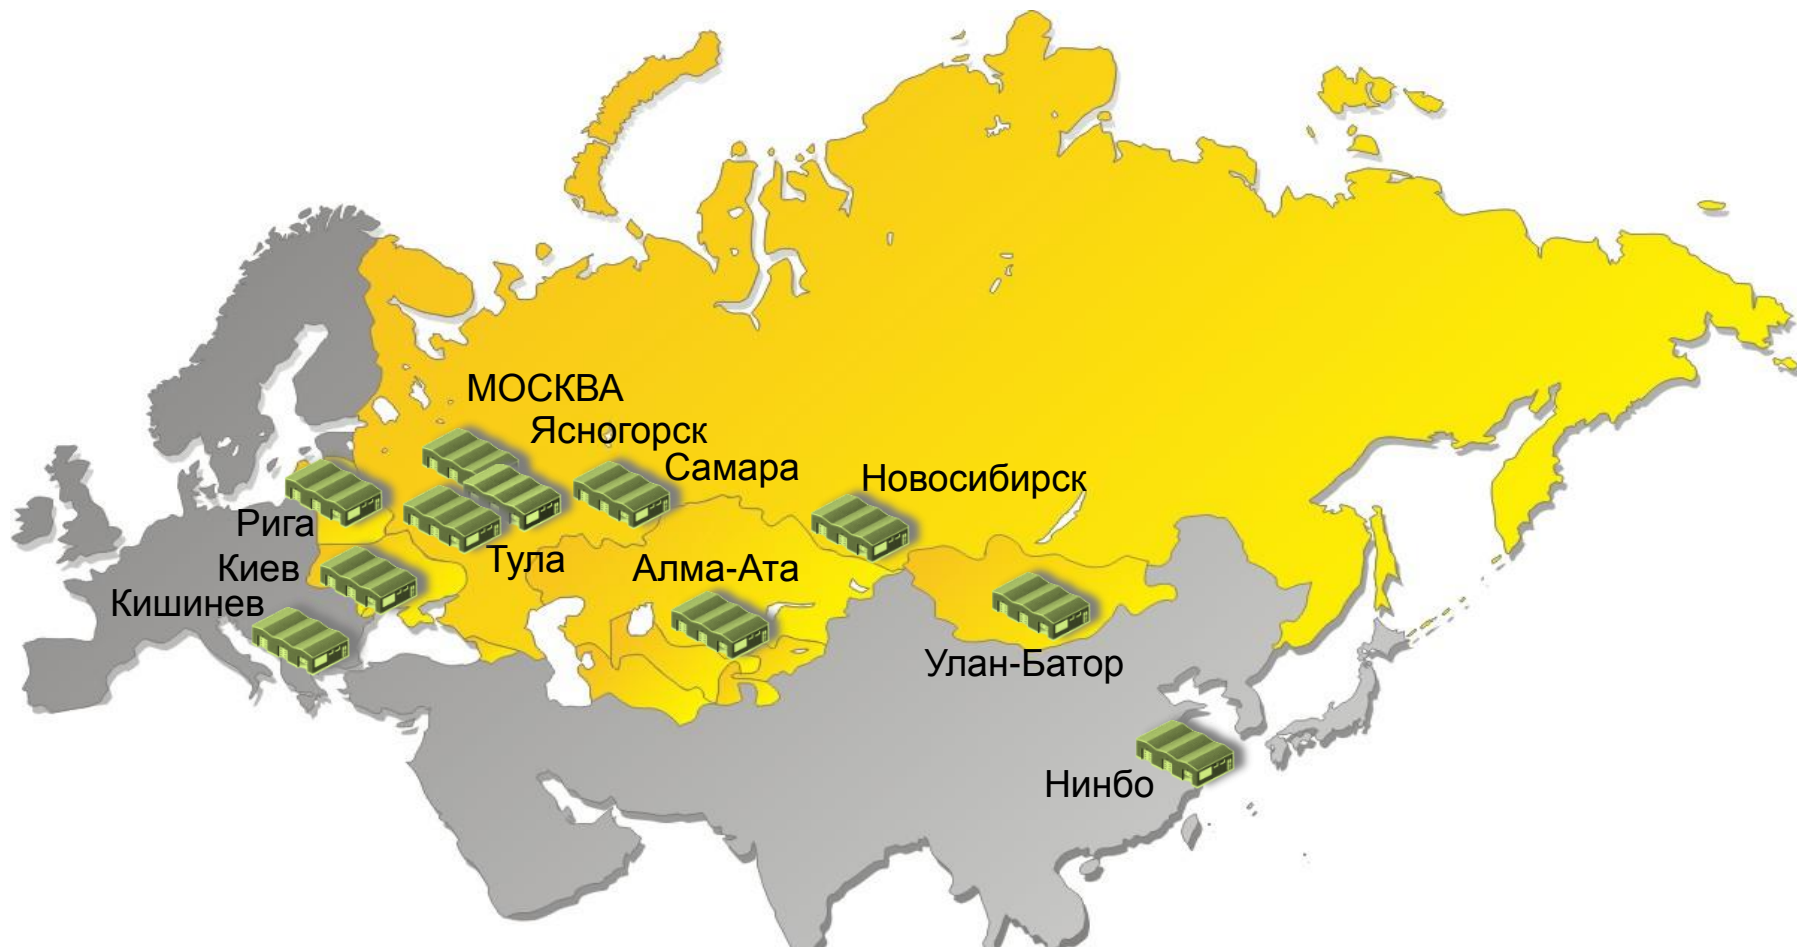 МОСКВА
Ясногорск
Самара
Новосибирск
Рига
Киев
Тула
Алма-Ата
Кишинев
Улан-Батор
Нинбо